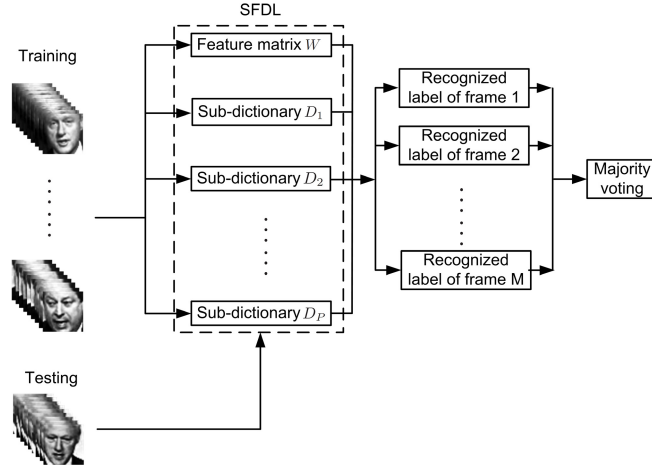 SFDL
Training
Feature matrix W
Sub-dictionary D₁
Sub-dictionary D₂
Sub-dictionary D_P
Recognized
label of frame 1
Recognized
label of frame 2
Recognized
label of frame M
Majority
voting
Testing